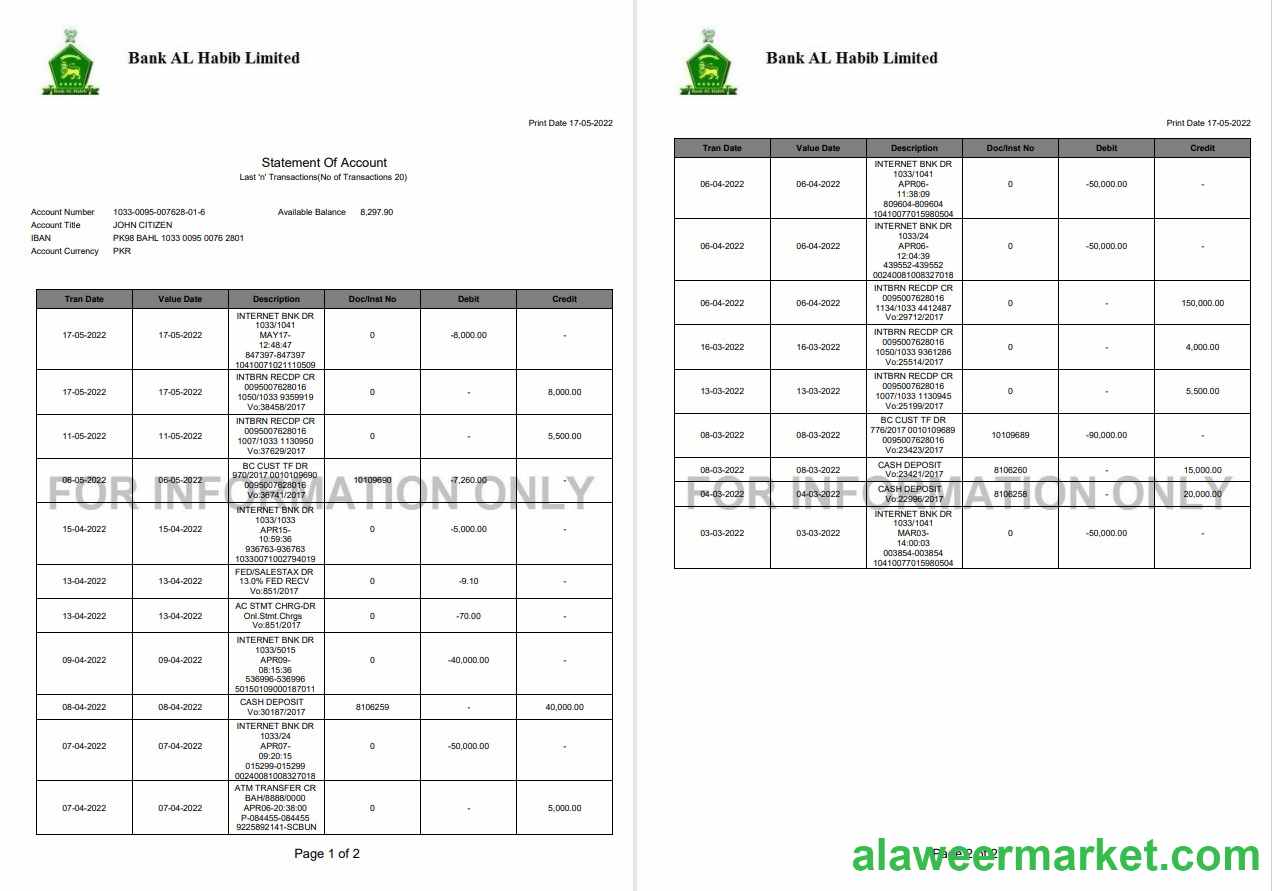 Bank AL Habib
Bank AL Habib Limited
Print Date 17-05-2022
Statement Of Account
Last 'n' Transactions(No of Transactions 20)
Account Number 1033-0095-007628-01-6 Available Balance 8,297.90
Account Title JOHN CITIZEN
IBAN PK98 BAHL 1033 0095 0076 2801
Account Currency PKR
Tran Date Value Date Description Doc/Inst No Debit Credit
INTERNET BNK DR
1033/1041
MAY17-
17-05-2022 17-05-2022 12:48:47 0 -8,000.00 -
847397-847397
10410071021110509
INTBRN RECDP CR
0095007628016
17-05-2022 17-05-2022 1050/1033 9359919 0 - 8,000.00
Vo:38458/2017
INTBRN RECDP CR
0095007628016
11-05-2022 11-05-2022 1007/1033 1130950 0 - 5,500.00
Vo:37629/2017
BC CUST TF DR
970/2017 0010109690
06-05-2022 06-05-2022 0095007628016 10109690 -7,260.00 -
Vo:36741/2017
FOR INFORMATION ONLY
INTERNET BNK DR
1033/1033
APR15-
15-04-2022 15-04-2022 10:59:36 0 -5,000.00 -
936763-936763
10330071002794019
FED/SALESTAX DR
13-04-2022 13-04-2022 13.0% FED RECV 0 -9.10 -
Vo:851/2017
AC STMT CHRG-DR
13-04-2022 13-04-2022 Onl.Stmt.Chrgs 0 -70.00 -
Vo:851/2017
INTERNET BNK DR
1033/5015
APR09-
09-04-2022 09-04-2022 08:15:36 0 -40,000.00 -
536996-536996
50150109000187011
CASH DEPOSIT
08-04-2022 08-04-2022 Vo:30187/2017 8106259 - 40,000.00
INTERNET BNK DR
1033/24
APR07-
07-04-2022 07-04-2022 09:20:15 0 -50,000.00 -
015299-015299
00240081008327018
ATM TRANSFER CR
BAH/8888/0000
07-04-2022 07-04-2022 APR06-20:38:00 0 - 5,000.00
P-084455-084455
9225892141-SCBUN
Page 1 of 2
Bank AL Habib
Bank AL Habib Limited
Print Date 17-05-2022
Tran Date Value Date Description Doc/Inst No Debit Credit
INTERNET BNK DR
1033/1041
APR06-
06-04-2022 06-04-2022 11:38:09 0 -50,000.00 -
809604-809604
10410077015980504
INTERNET BNK DR
1033/24
APR06-
06-04-2022 06-04-2022 12:04:39 0 -50,000.00 -
439552-439552
00240081008327018
INTBRN RECDP CR
0095007628016
06-04-2022 06-04-2022 1134/1033 4412487 0 - 150,000.00
Vo:29712/2017
INTBRN RECDP CR
0095007628016
16-03-2022 16-03-2022 1050/1033 9361286 0 - 4,000.00
Vo:25514/2017
INTBRN RECDP CR
0095007628016
13-03-2022 13-03-2022 1007/1033 1130945 0 - 5,500.00
Vo:25199/2017
BC CUST TF DR
776/2017 0010109689
08-03-2022 08-03-2022 0095007628016 10109689 -90,000.00 -
Vo:23423/2017
CASH DEPOSIT
08-03-2022 08-03-2022 Vo:23421/2017 8106260 - 15,000.00
CASH DEPOSIT
04-03-2022 04-03-2022 Vo:22996/2017 8106258 - 20,000.00
FOR INFORMATION ONLY
INTERNET BNK DR
1033/1041
MAR03-
03-03-2022 03-03-2022 14:00:03 0 -50,000.00 -
003854-003854
10410077015980504
Page 2 of 2
alaweermarket.com